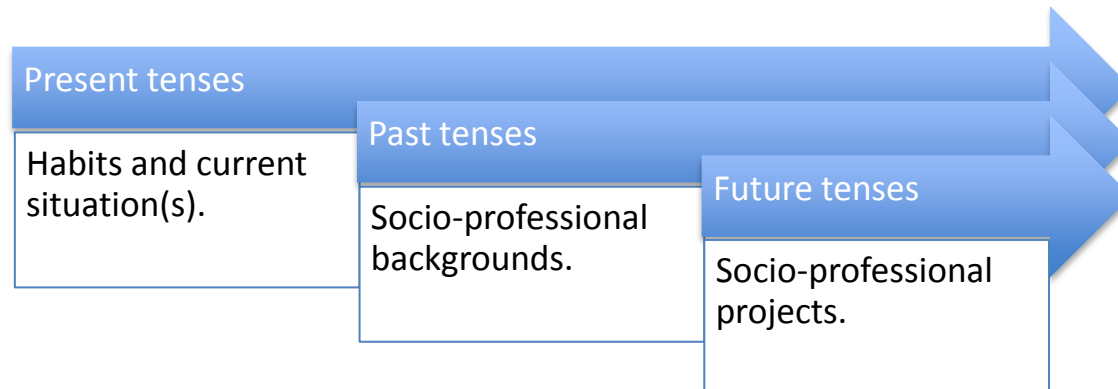 Present tenses
Habits and current
situation(s).
Past tenses
Socio-professional
backgrounds.
Future tenses
Socio-professional
projects.